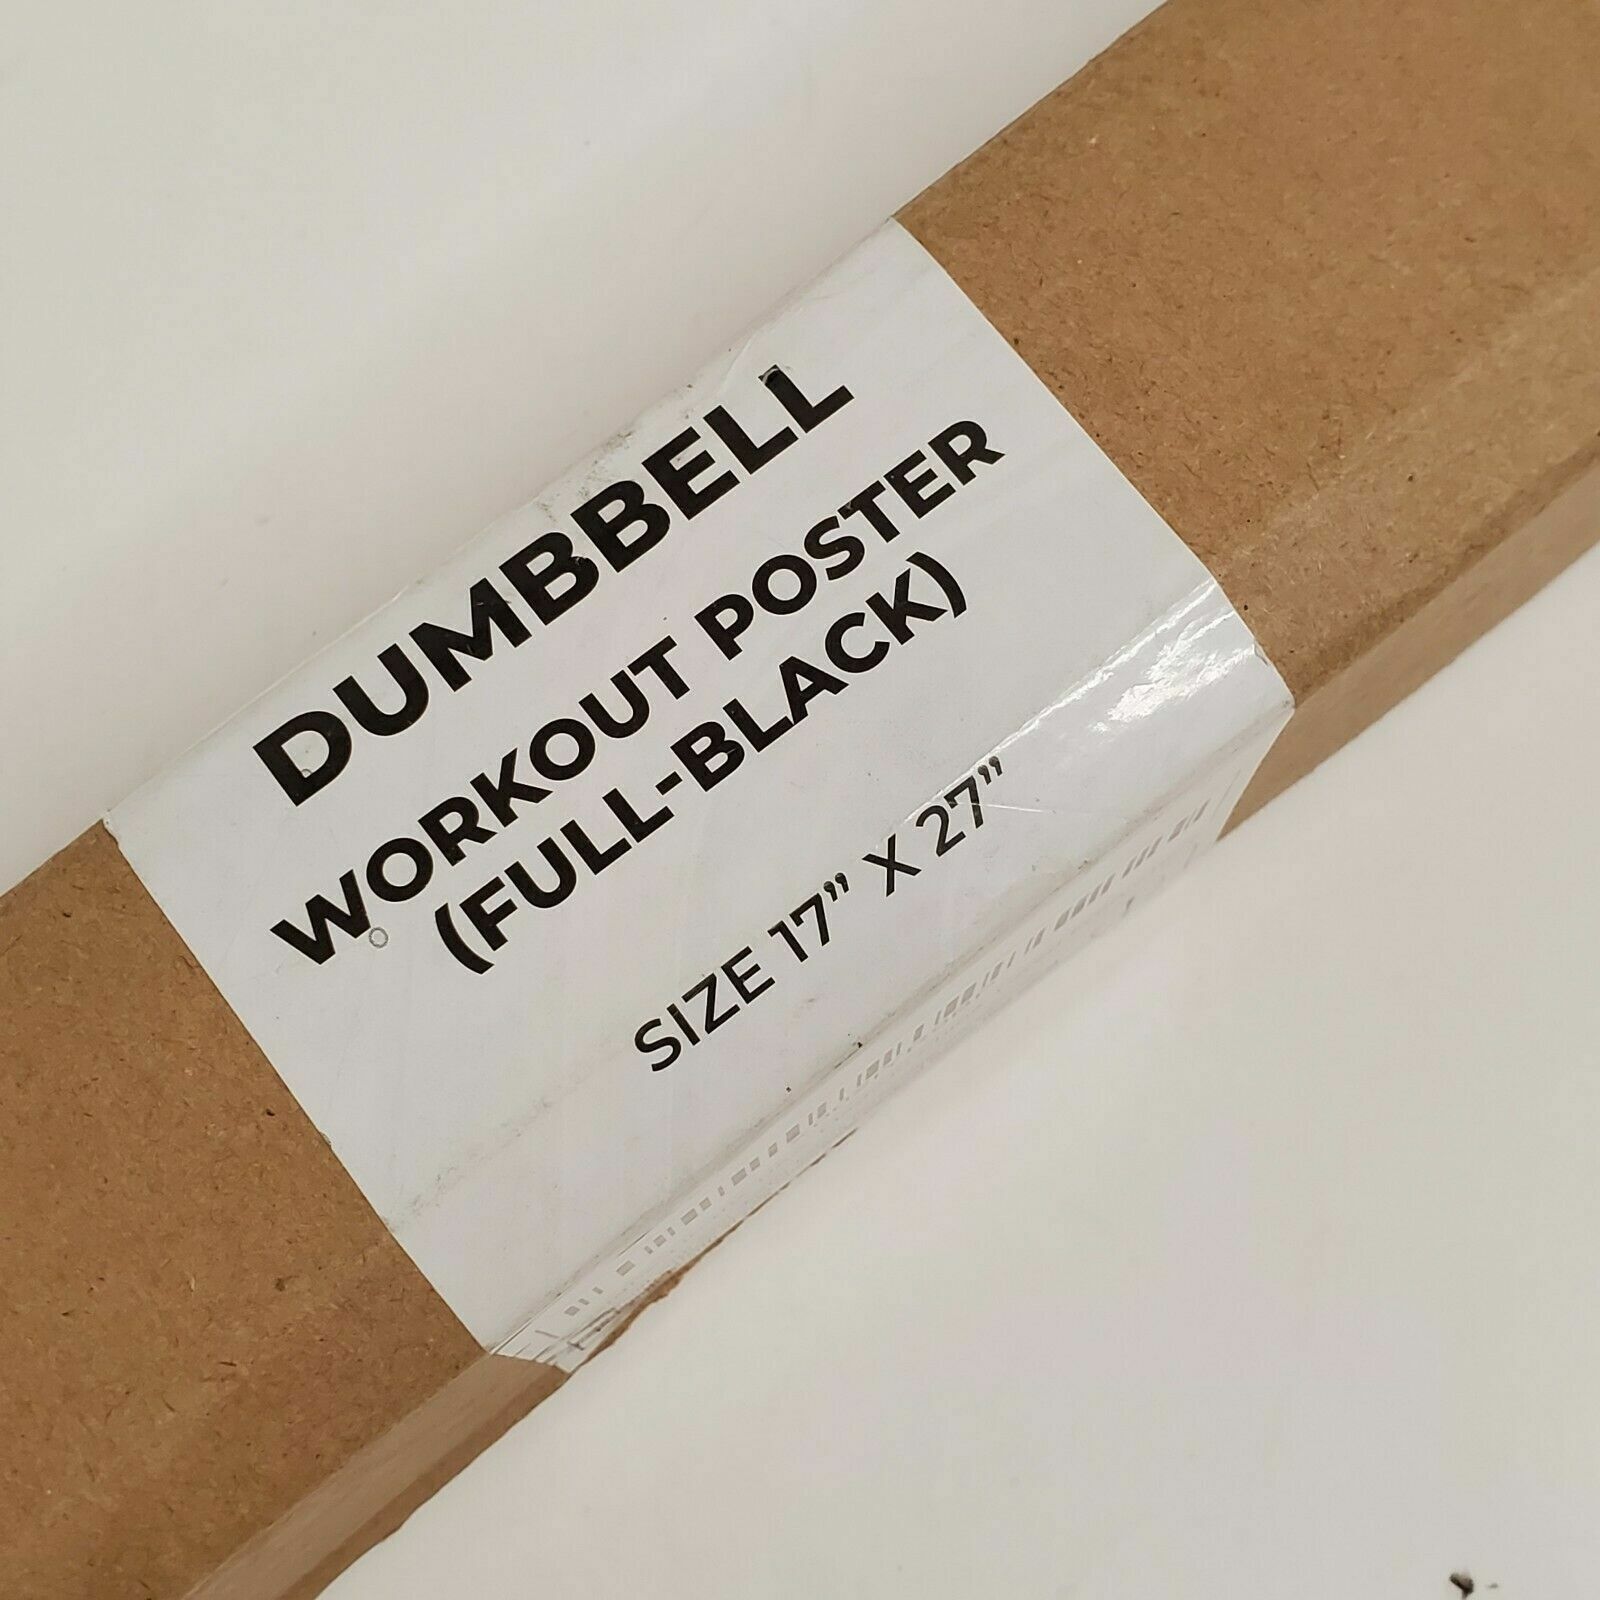 DUMBBELL
WORKOUT POSTER
(FULL-BLACK)
SIZE 17” X 27”